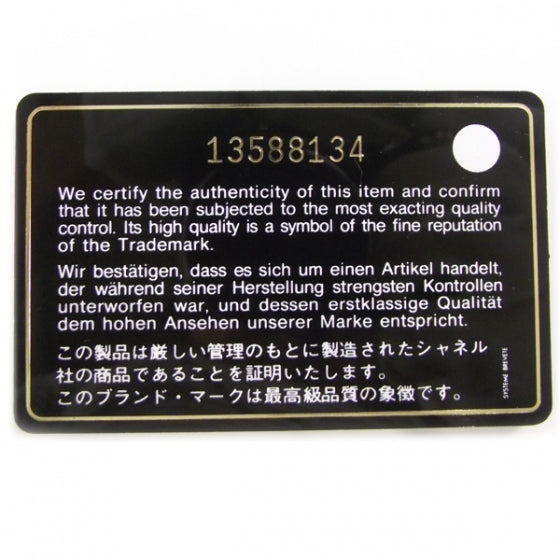 13588134
We certify the authenticity of this item and confirm
that it has been subjected to the most exacting quality
control. Its high quality is a symbol of the fine reputation
of the Trademark.
Wir bestätigen, dass es sich um einen Artikel handelt,
der während seiner Herstellung strengsten Kontrollen
unterworfen war, und dessen erstklassige Qualität
dem hohen Ansehen unserer Marke entspricht.
この製品は厳しい管理のもとに製造されたシャネル
社の商品であることを証明いたします。
このブランド・マークは最高級品質の象徴です。
SYSTEME BREVETE